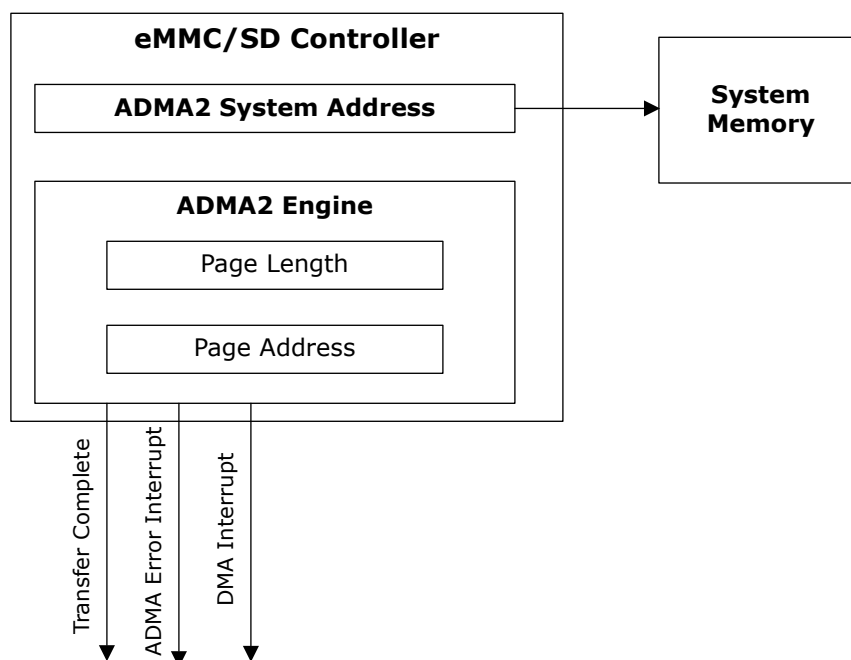 eMMC/SD Controller
ADMA2 System Address
System
Memory
ADMA2 Engine
Page Length
Page Address
Transfer Complete
ADMA Error Interrupt
DMA Interrupt